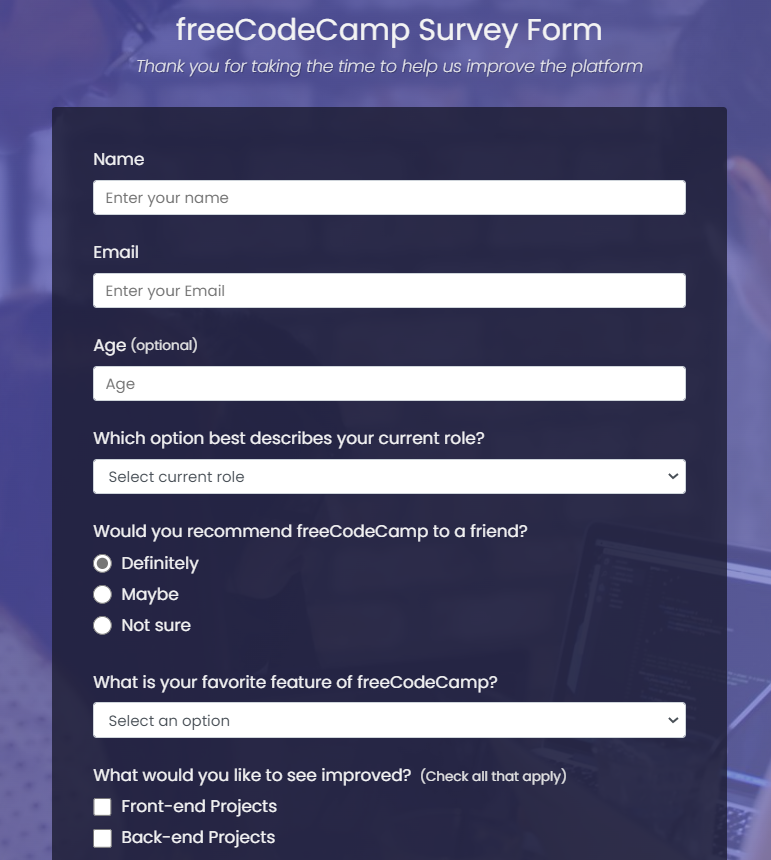 freeCodeCamp Survey Form
Thank you for taking the time to help us improve the platform
Name
Enter your name
Email
Enter your Email
Age (optional)
Age
Which option best describes your current role?
Select current role
Would you recommend freeCodeCamp to a friend?
Definitely
Maybe
Not sure
What is your favorite feature of freeCodeCamp?
Select an option
What would you like to see improved? (Check all that apply)
Front-end Projects
Back-end Projects